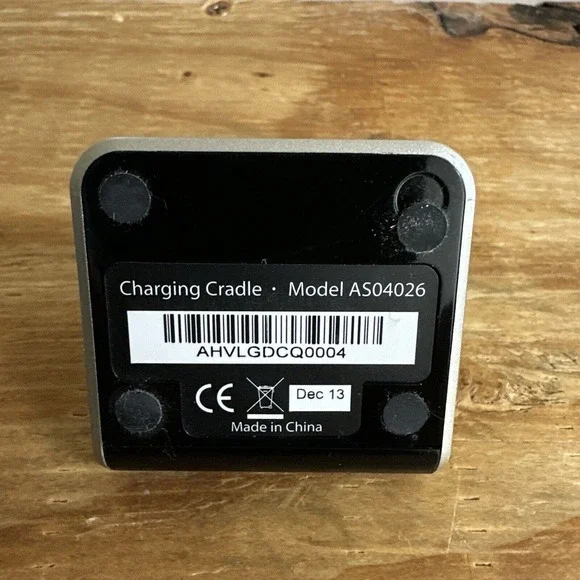 Charging Cradle · Model AS04026
AHVLGDCQ0004
CE Dec 13
Made in China